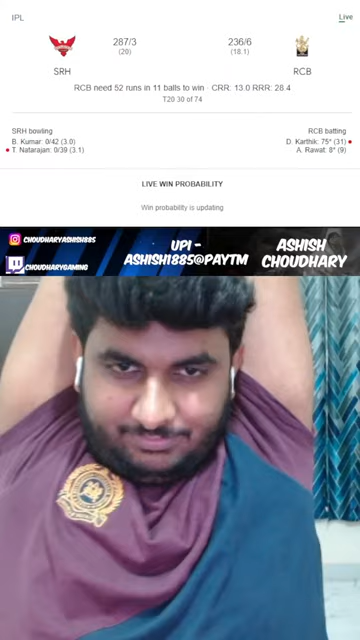 IPL
Live
287/3
(20)
236/6
(18.1)
SRH
RCB
RCB need 52 runs in 11 balls to win · CRR: 13.0 RRR: 28.4
T20 30 of 74
SRH bowling
B. Kumar: 0/42 (3.0)
T. Natarajan: 0/39 (3.1)
RCB batting
D. Karthik: 75* (31)
A. Rawat: 8* (9)
LIVE WIN PROBABILITY
Win probability is updating
CHOUDHARYASHISH885
CHOUDHARYGAMING
UPI -
ASHISH1885@PAYTM
ASHISH
CHOUDHARY